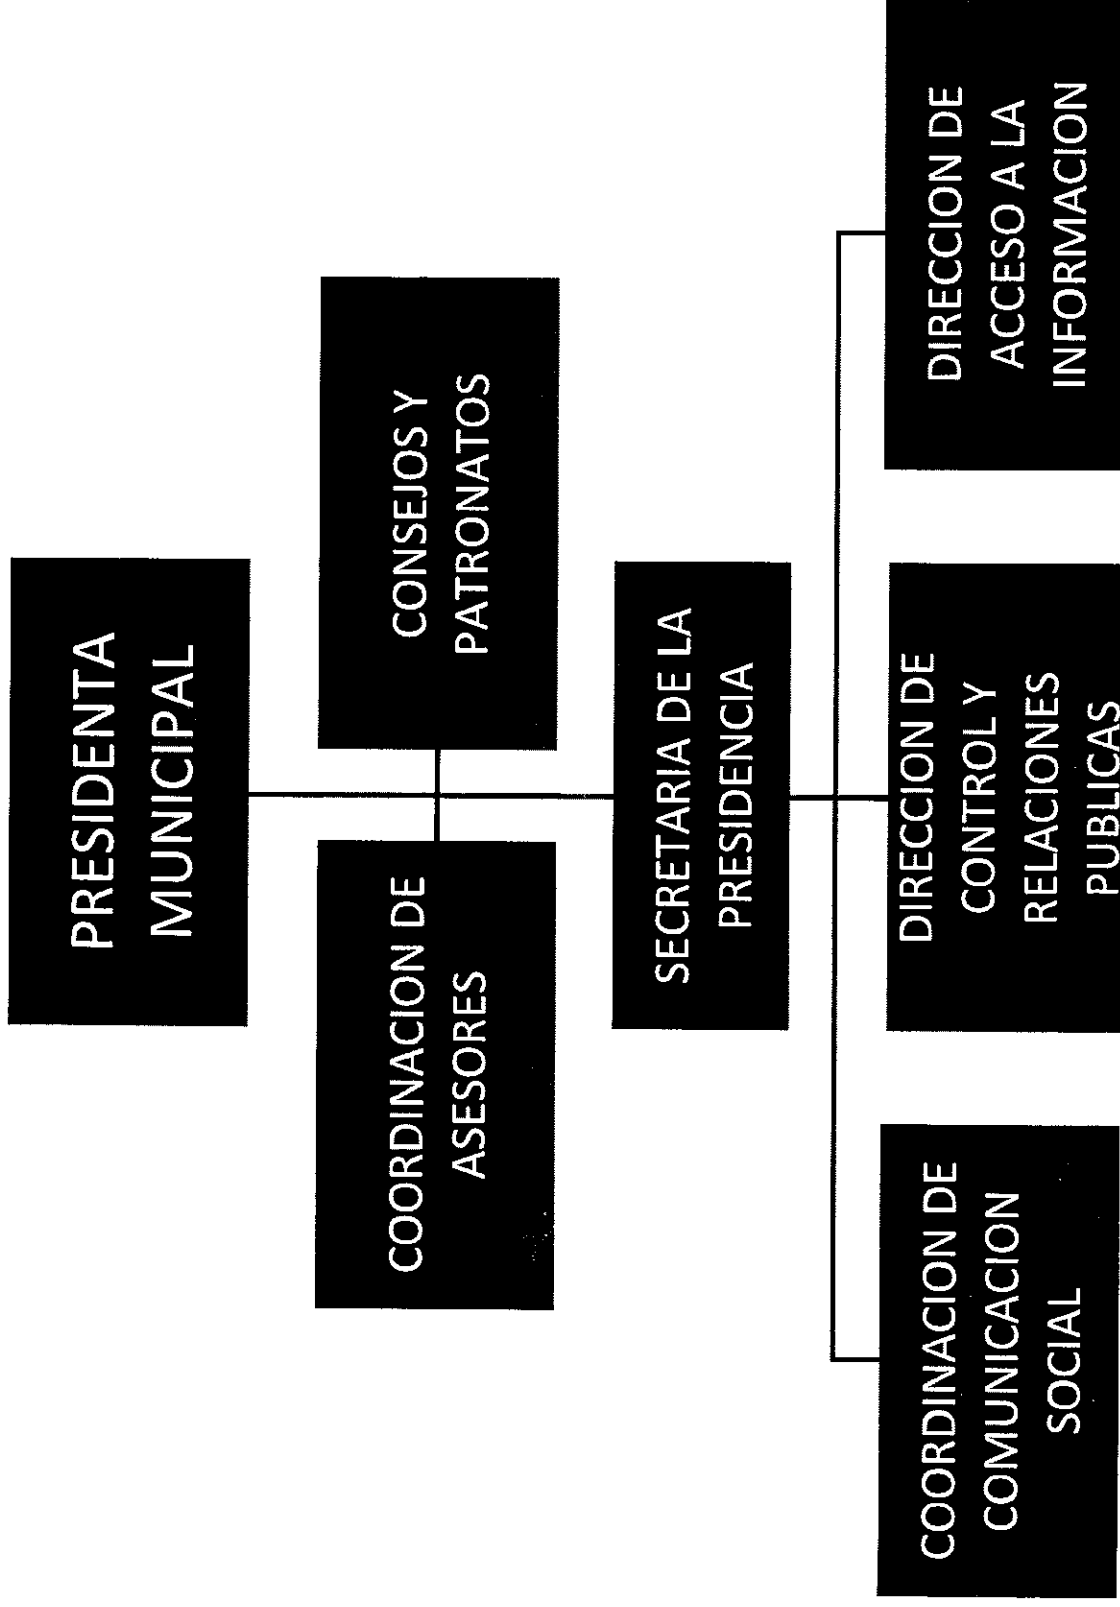 PRESIDENTA
MUNICIPAL
COORDINACION DE
ASESORES
CONSEJOS Y
PATRONATOS
SECRETARIA DE LA
PRESIDENCIA
COORDINACION DE
COMUNICACION
SOCIAL
DIRECCION DE
CONTROL Y
RELACIONES
PUBLICAS
DIRECCION DE
ACCESO A LA
INFORMACION